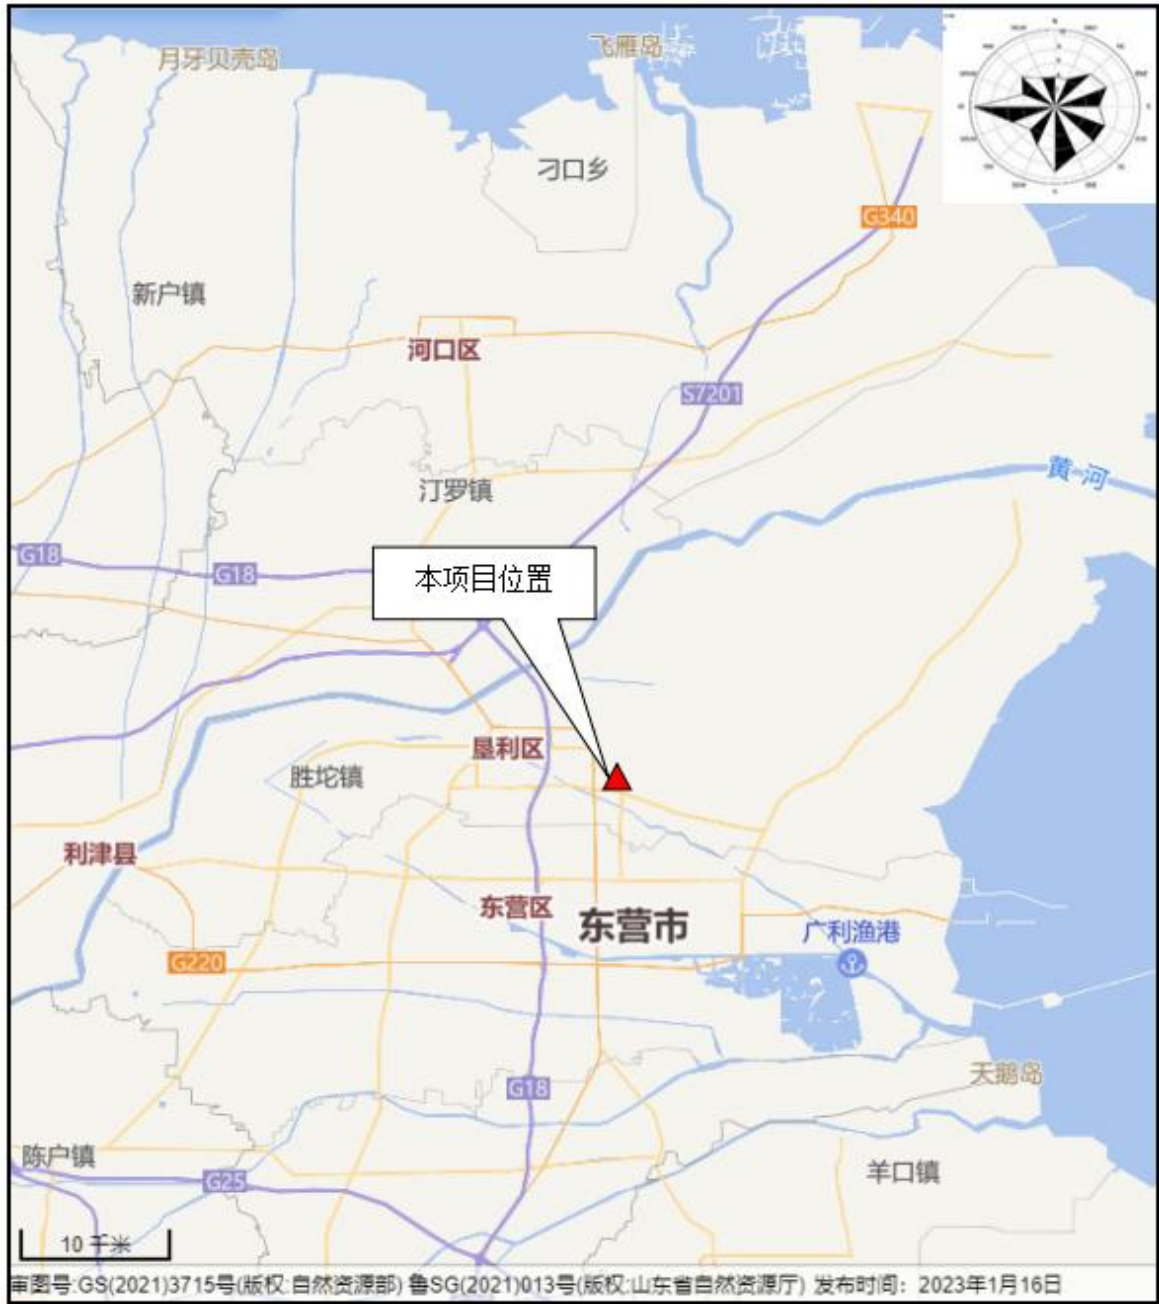 月牙贝壳岛
飞雁岛
刁口乡
G340
新户镇
河口区
S7201
黄河
汀罗镇
G18
G18
本项目位置
垦利区
胜坨镇
利津县
东营区
东营市
广利渔港
G220
天鹅岛
G18
陈户镇
羊口镇
G25
10 千米
审图号:GS(2021)3715号(版权:自然资源部) 鲁SG(2021)013号(版权:山东省自然资源厅) 发布时间：2023年1月16日